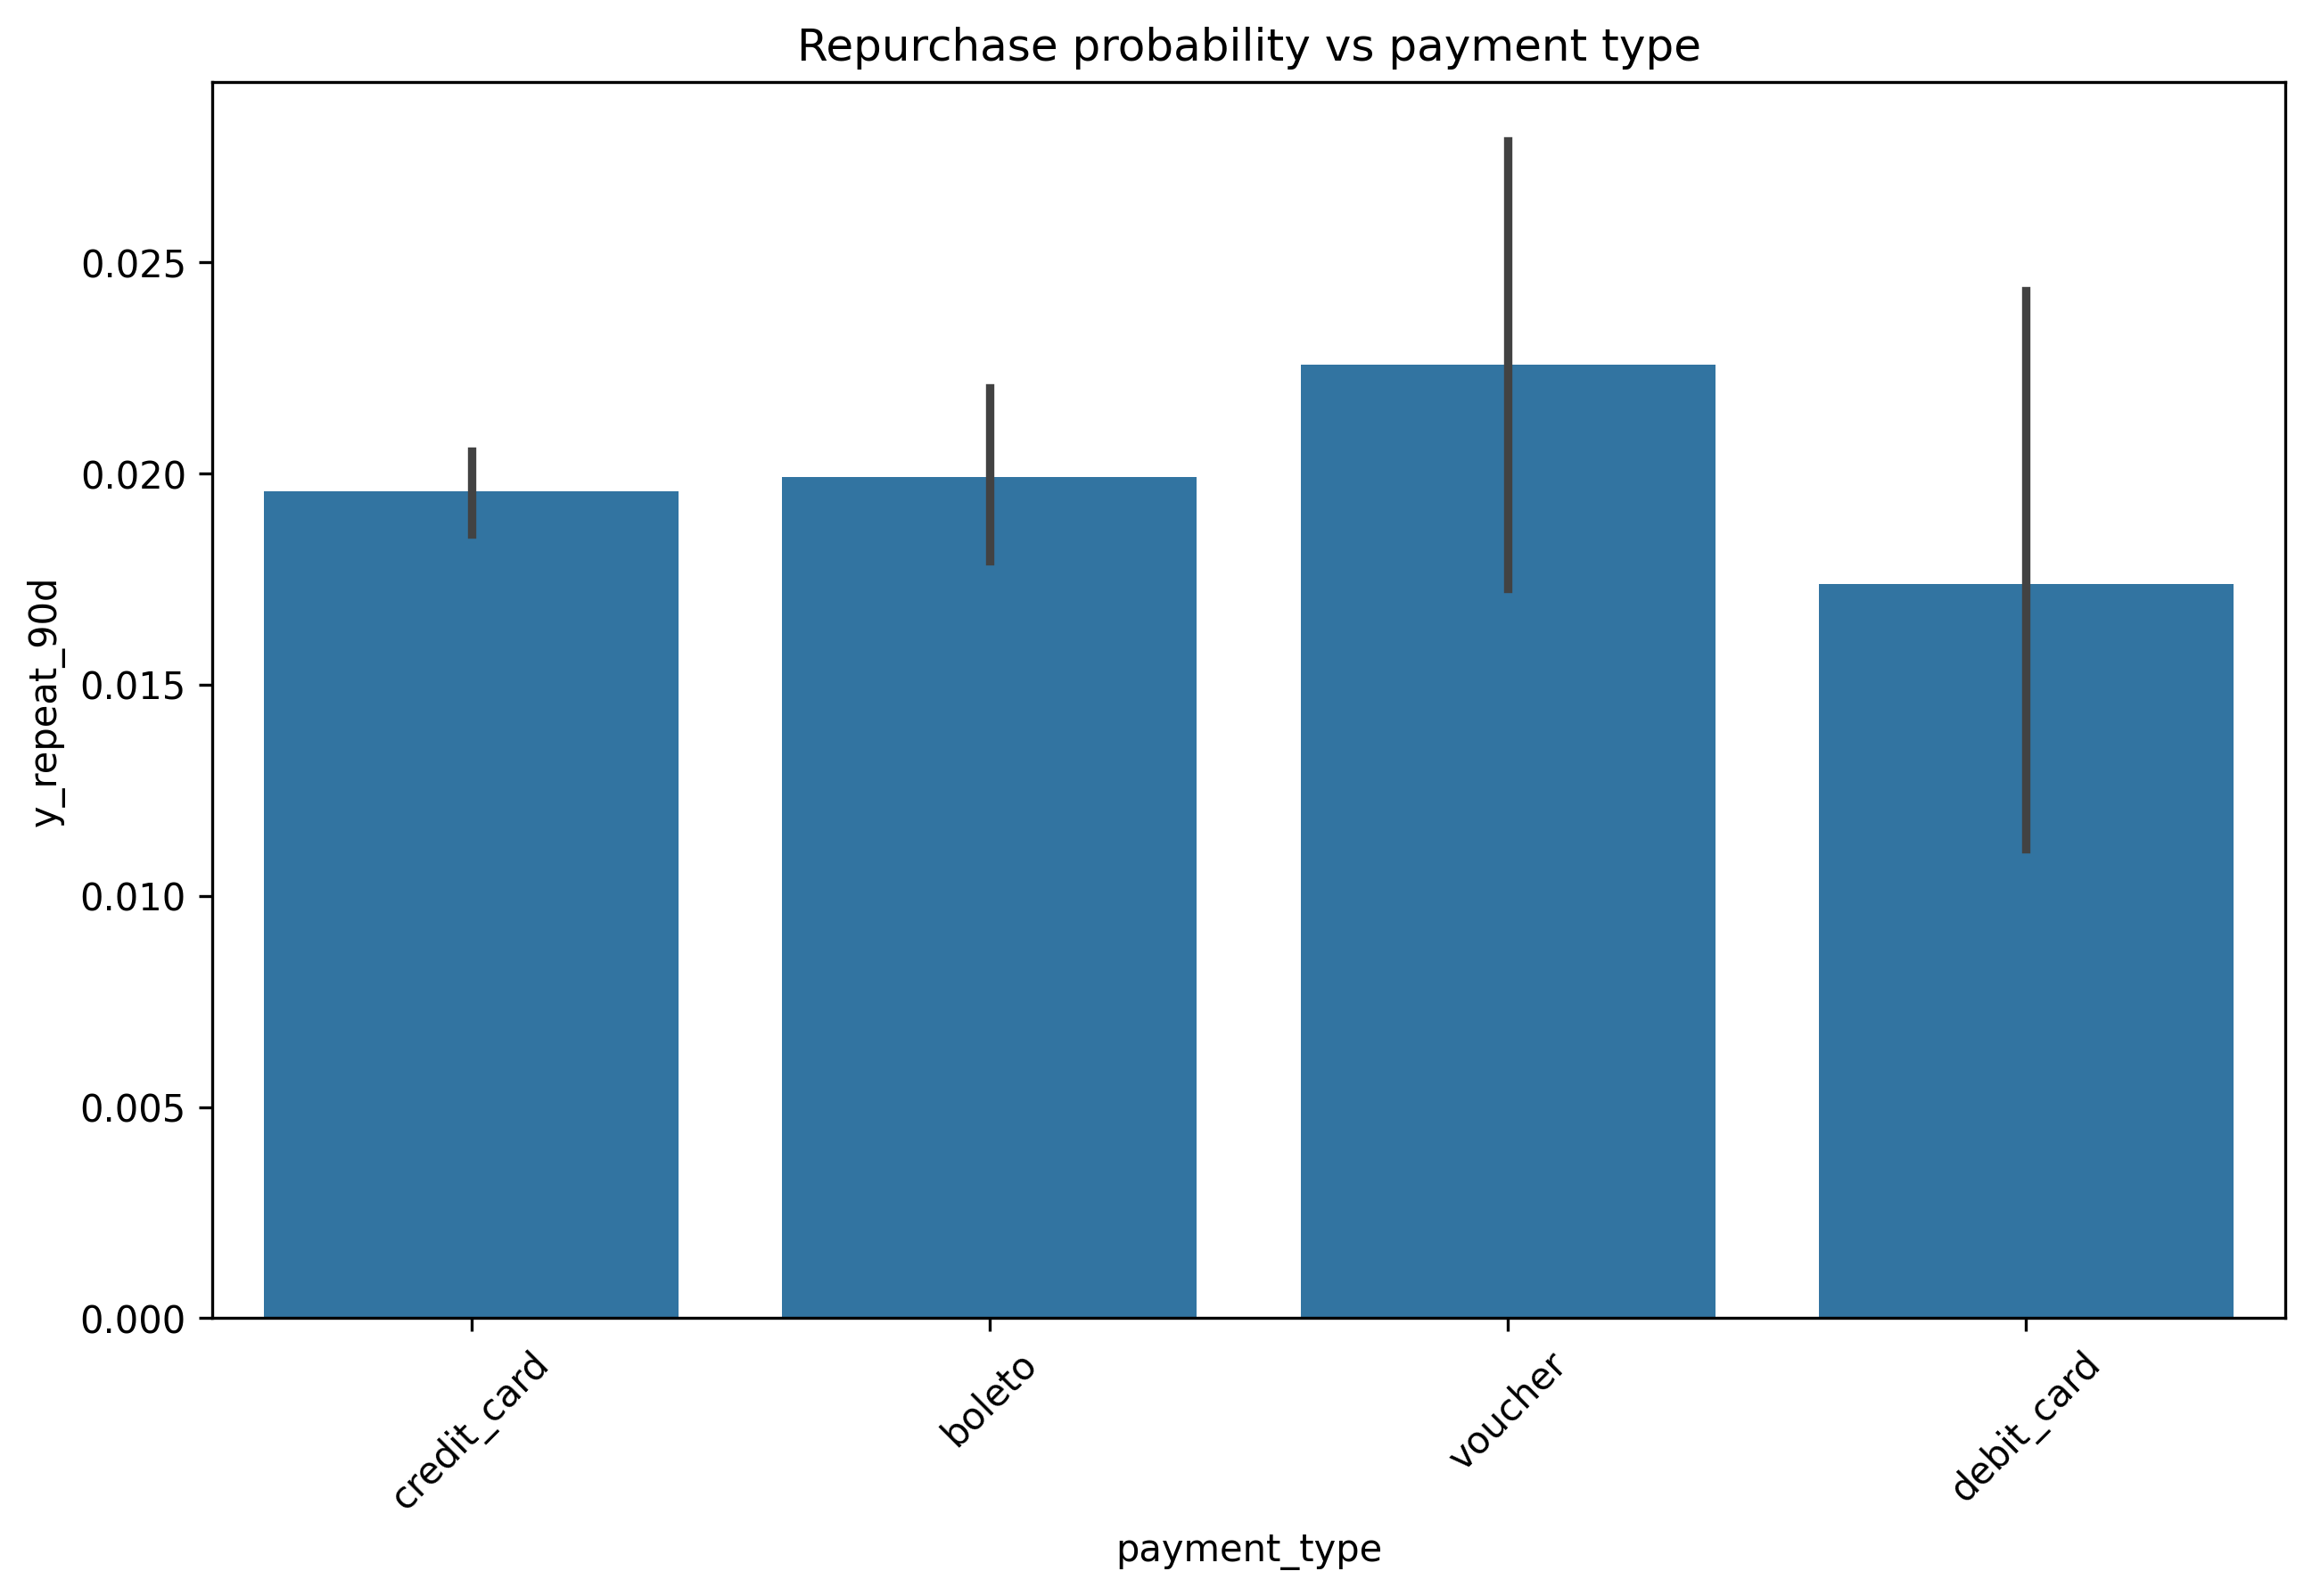 Repurchase probability vs payment type
y_repeat_90d
0.025
0.020
0.015
0.010
0.005
0.000
credit_card
boleto
voucher
debit_card
payment_type